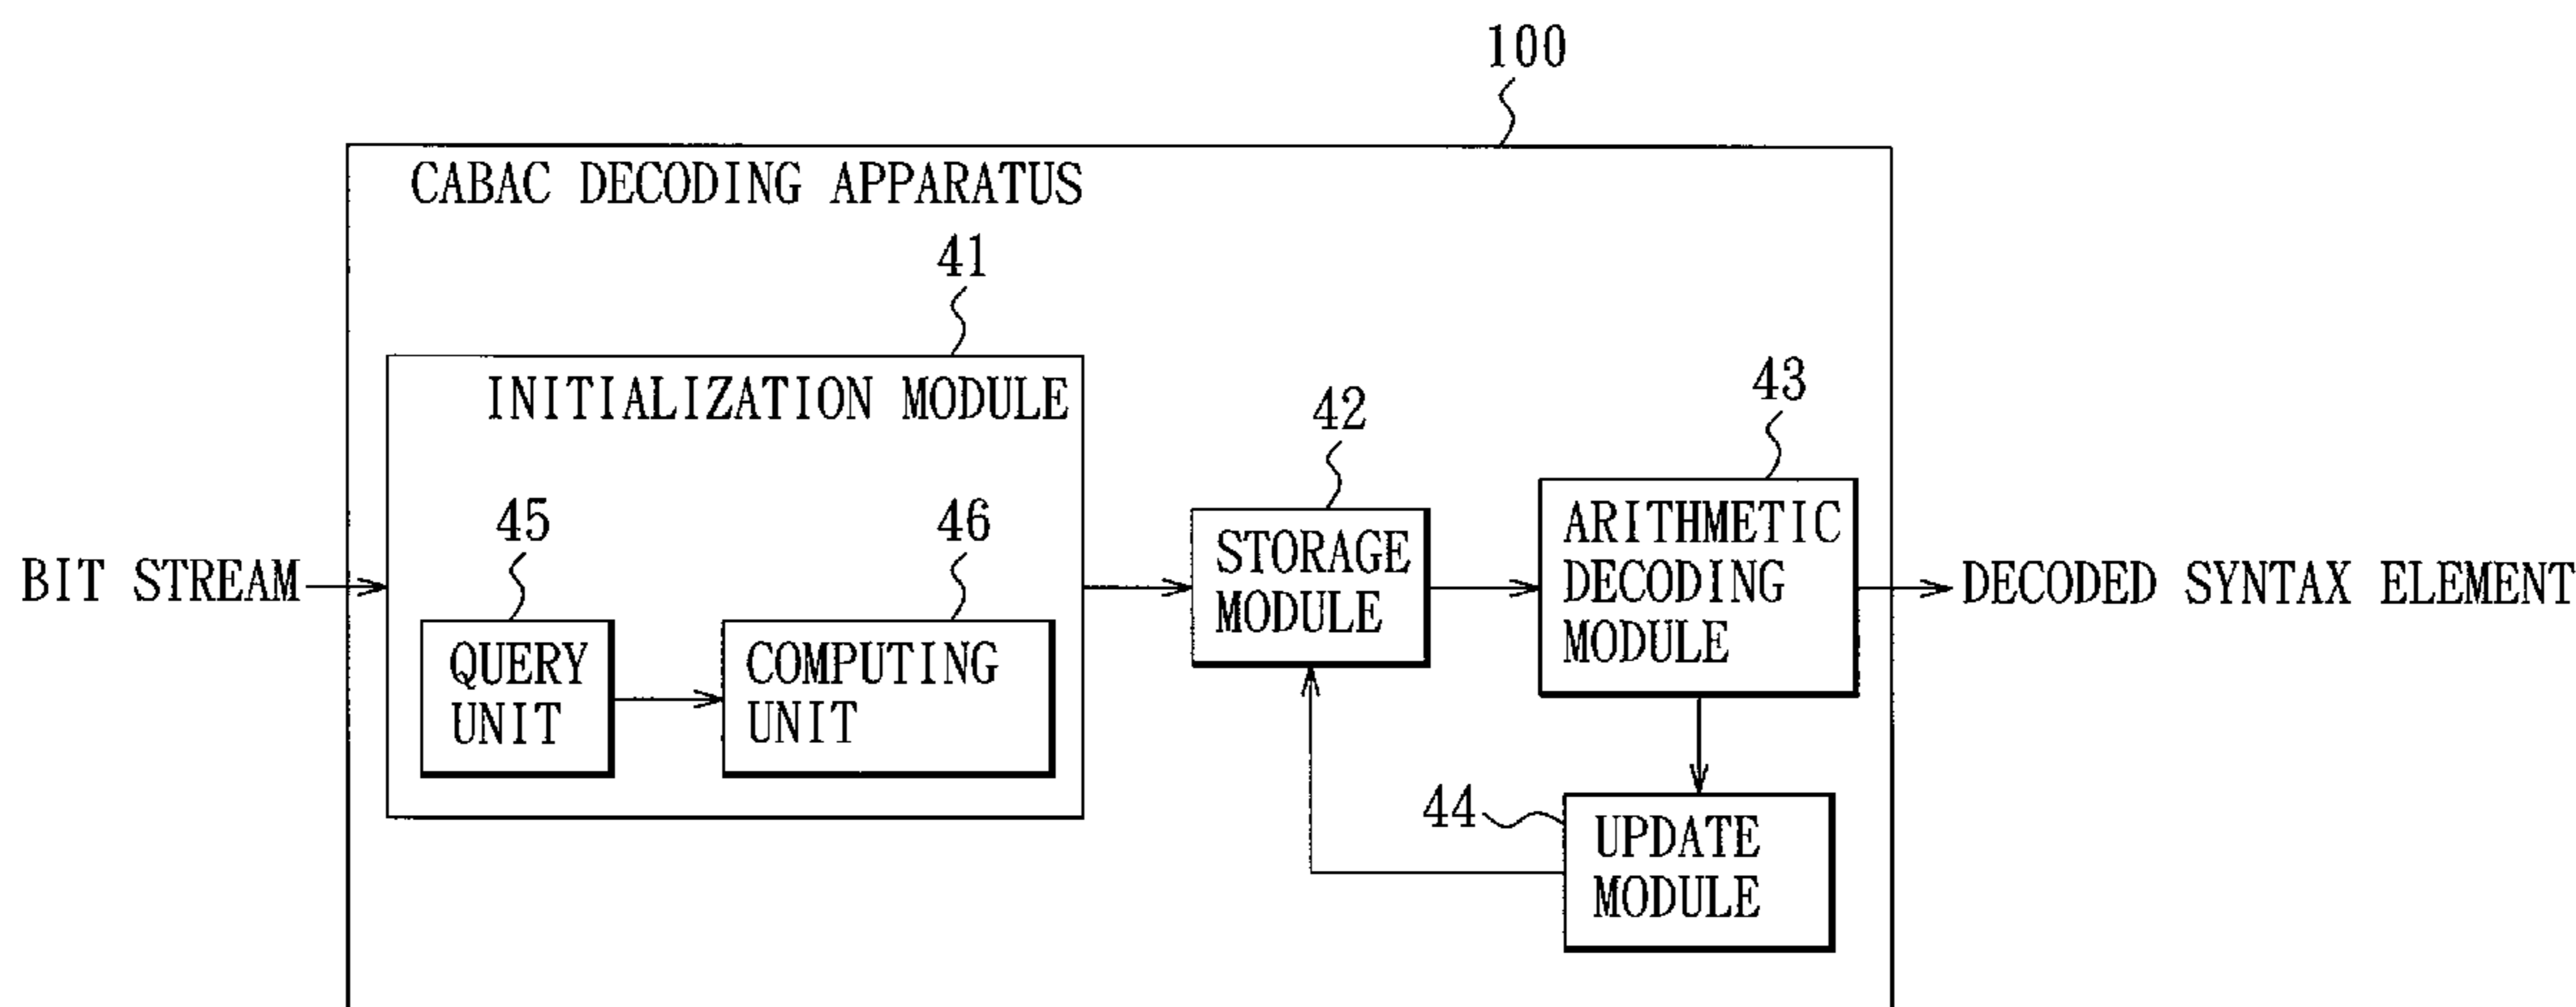 100
CABAC DECODING APPARATUS
41
INITIALIZATION MODULE
45
46
QUERY
UNIT
COMPUTING
UNIT
42
STORAGE
MODULE
43
ARITHMETIC
DECODING
MODULE
44
UPDATE
MODULE
BIT STREAM
DECODED SYNTAX ELEMENT